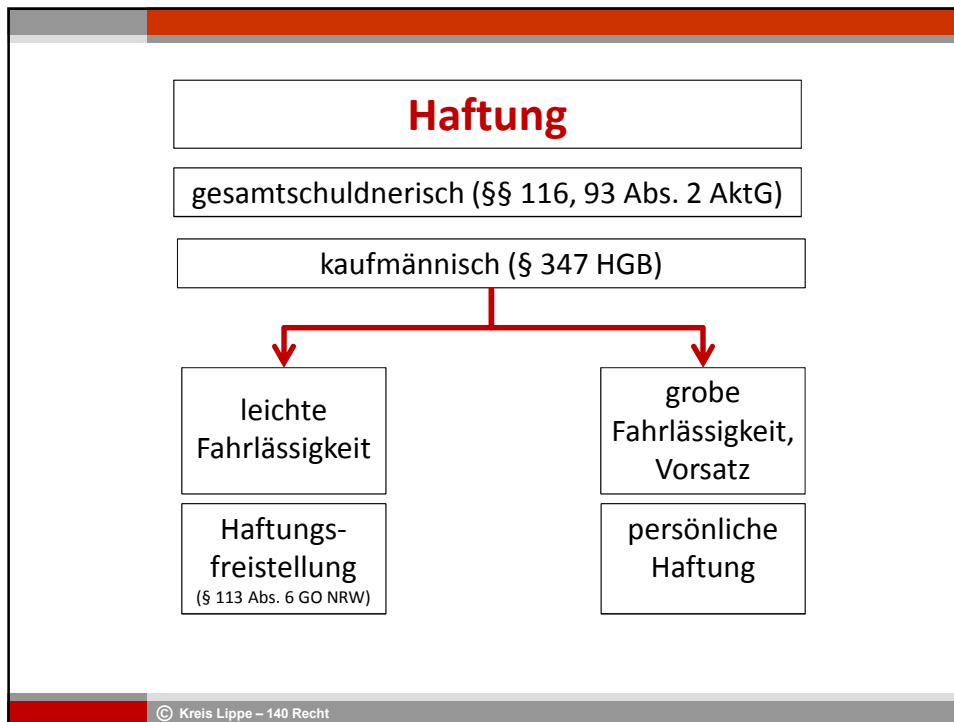 Haftung
gesamtschuldnerisch (§§ 116, 93 Abs. 2 AktG)
kaufmännisch (§ 347 HGB)
leichte
Fahrlässigkeit
grobe
Fahrlässigkeit,
Vorsatz
Haftungs-
freistellung
(§ 113 Abs. 6 GO NRW)
persönliche
Haftung
© Kreis Lippe – 140 Recht